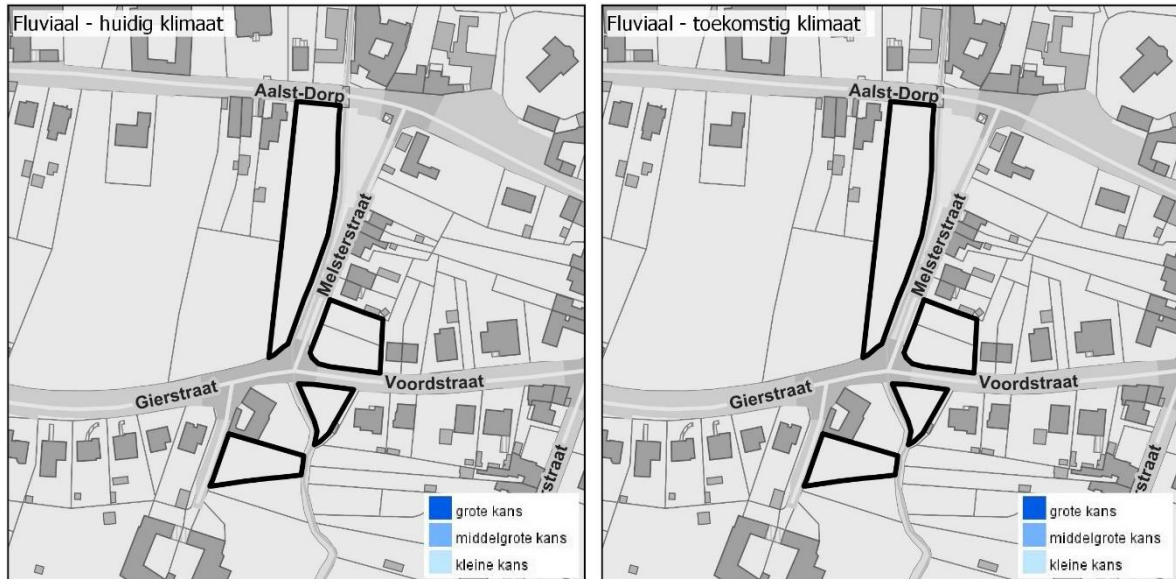 Fluviaal - huidig klimaat
Aalst-Dorp
Melsterstraat
Gierstraat
Voordstraat
grote kans
middelgrote kans
kleine kans
Fluviaal - toekomstig klimaat
Aalst-Dorp
Melsterstraat
Gierstraat
Voordstraat
grote kans
middelgrote kans
kleine kans